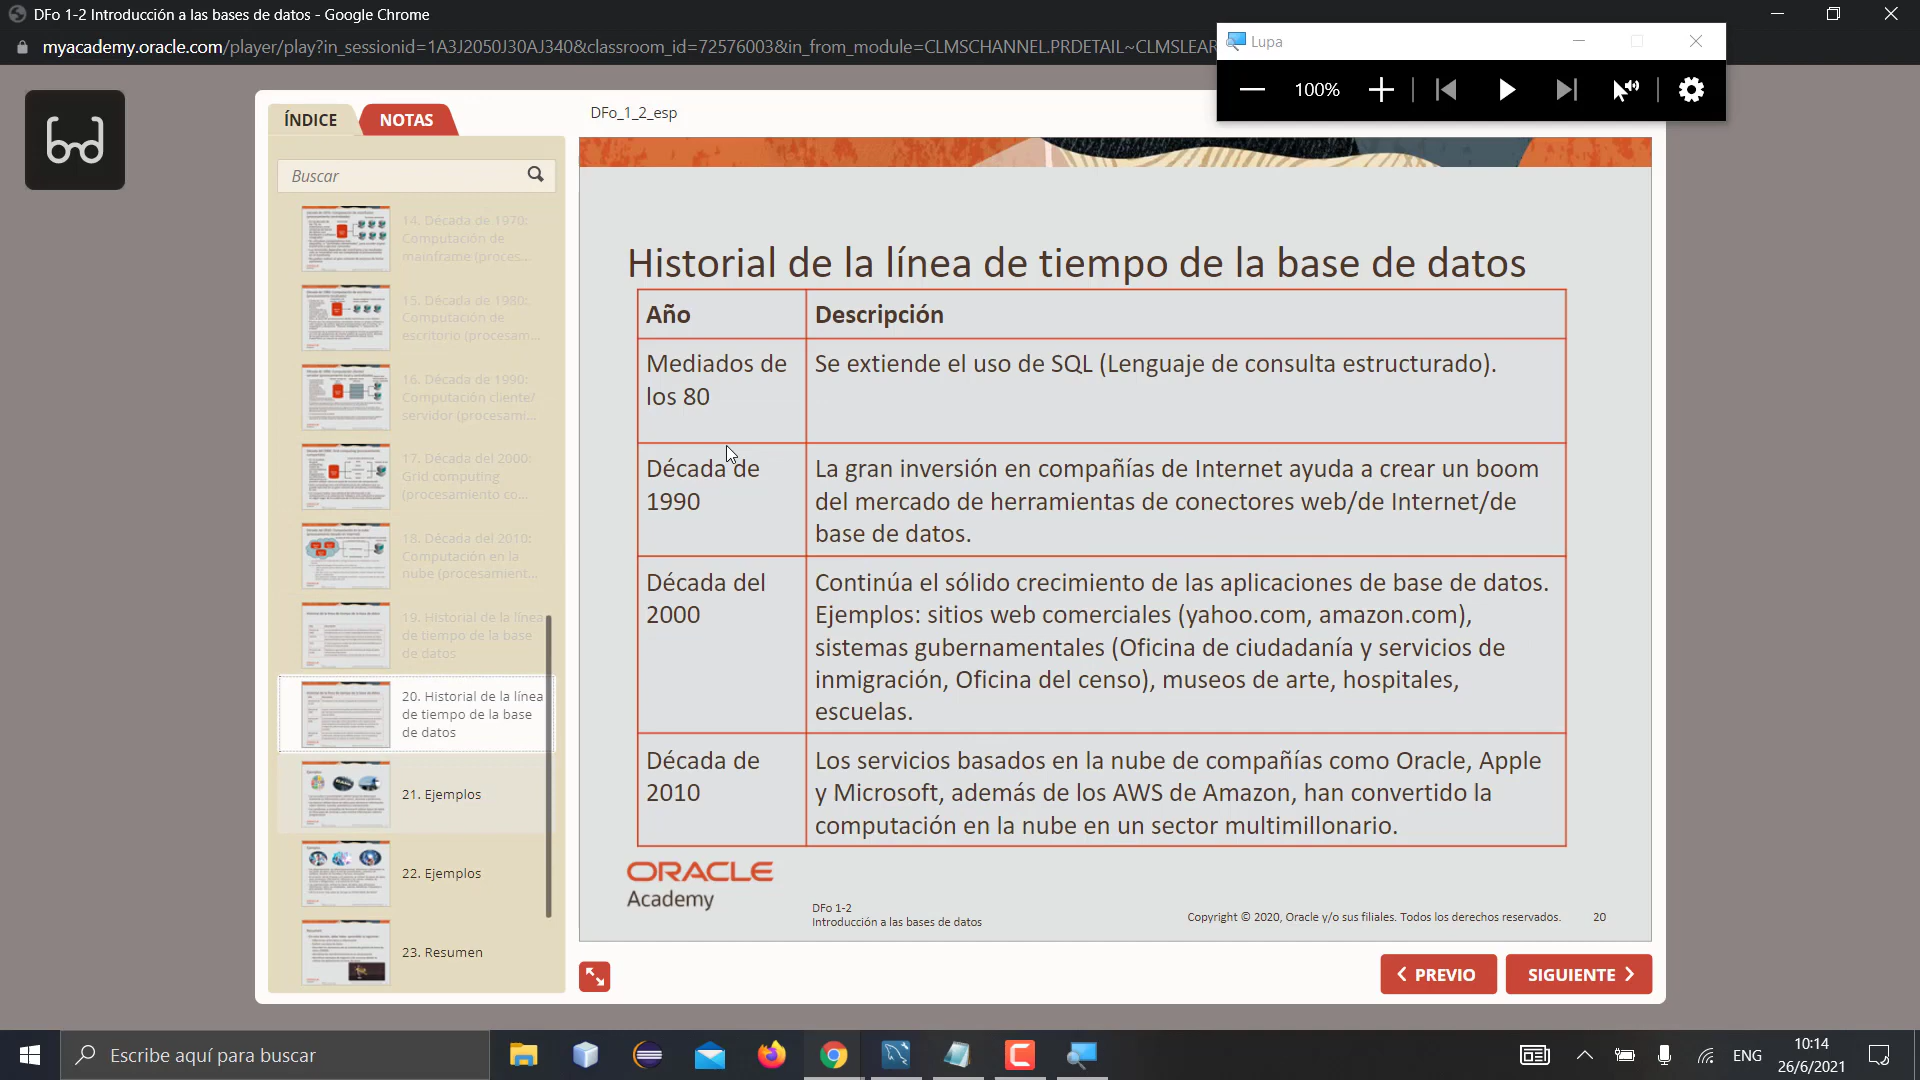 DFo 1-2 Introducción a las bases de datos - Google Chrome
myacademy.oracle.com/player/play?in_sessionid=1A3J2050J30AJ340&classroom_id=72576003&in_from_module=CLMSCHANNEL.PRDETAIL~CLMSLEAR
Lupa
100%
ÍNDICE
NOTAS
DFo_1_2_esp
Buscar
14. Década de 1970:
Computación de
mainframe (proces...
15. Década de 1980:
Computación de
escritorio (procesam...
16. Década de 1990:
Computación cliente/
servidor (procesami...
17. Década del 2000:
Grid computing
(procesamiento co...
18. Década del 2010:
Computación en la
nube (procesamient...
19. Historial de la línea
de tiempo de la base
de datos
20. Historial de la línea
de tiempo de la base
de datos
21. Ejemplos
22. Ejemplos
23. Resumen
Historial de la línea de tiempo de la base de datos
Año
Descripción
Mediados de
los 80
Se extiende el uso de SQL (Lenguaje de consulta estructurado).
Década de
1990
La gran inversión en compañías de Internet ayuda a crear un boom
del mercado de herramientas de conectores web/de Internet/de
base de datos.
Década del
2000
Continúa el sólido crecimiento de las aplicaciones de base de datos.
Ejemplos: sitios web comerciales (yahoo.com, amazon.com),
sistemas gubernamentales (Oficina de ciudadanía y servicios de
inmigración, Oficina del censo), museos de arte, hospitales,
escuelas.
Década de
2010
Los servicios basados en la nube de compañías como Oracle, Apple
y Microsoft, además de los AWS de Amazon, han convertido la
computación en la nube en un sector multimillonario.
ORACLE
Academy
DFo 1-2
Introducción a las bases de datos
Copyright © 2020, Oracle y/o sus filiales. Todos los derechos reservados.
20
PREVIO
SIGUIENTE
Escribe aquí para buscar
ENG
10:14
26/6/2021